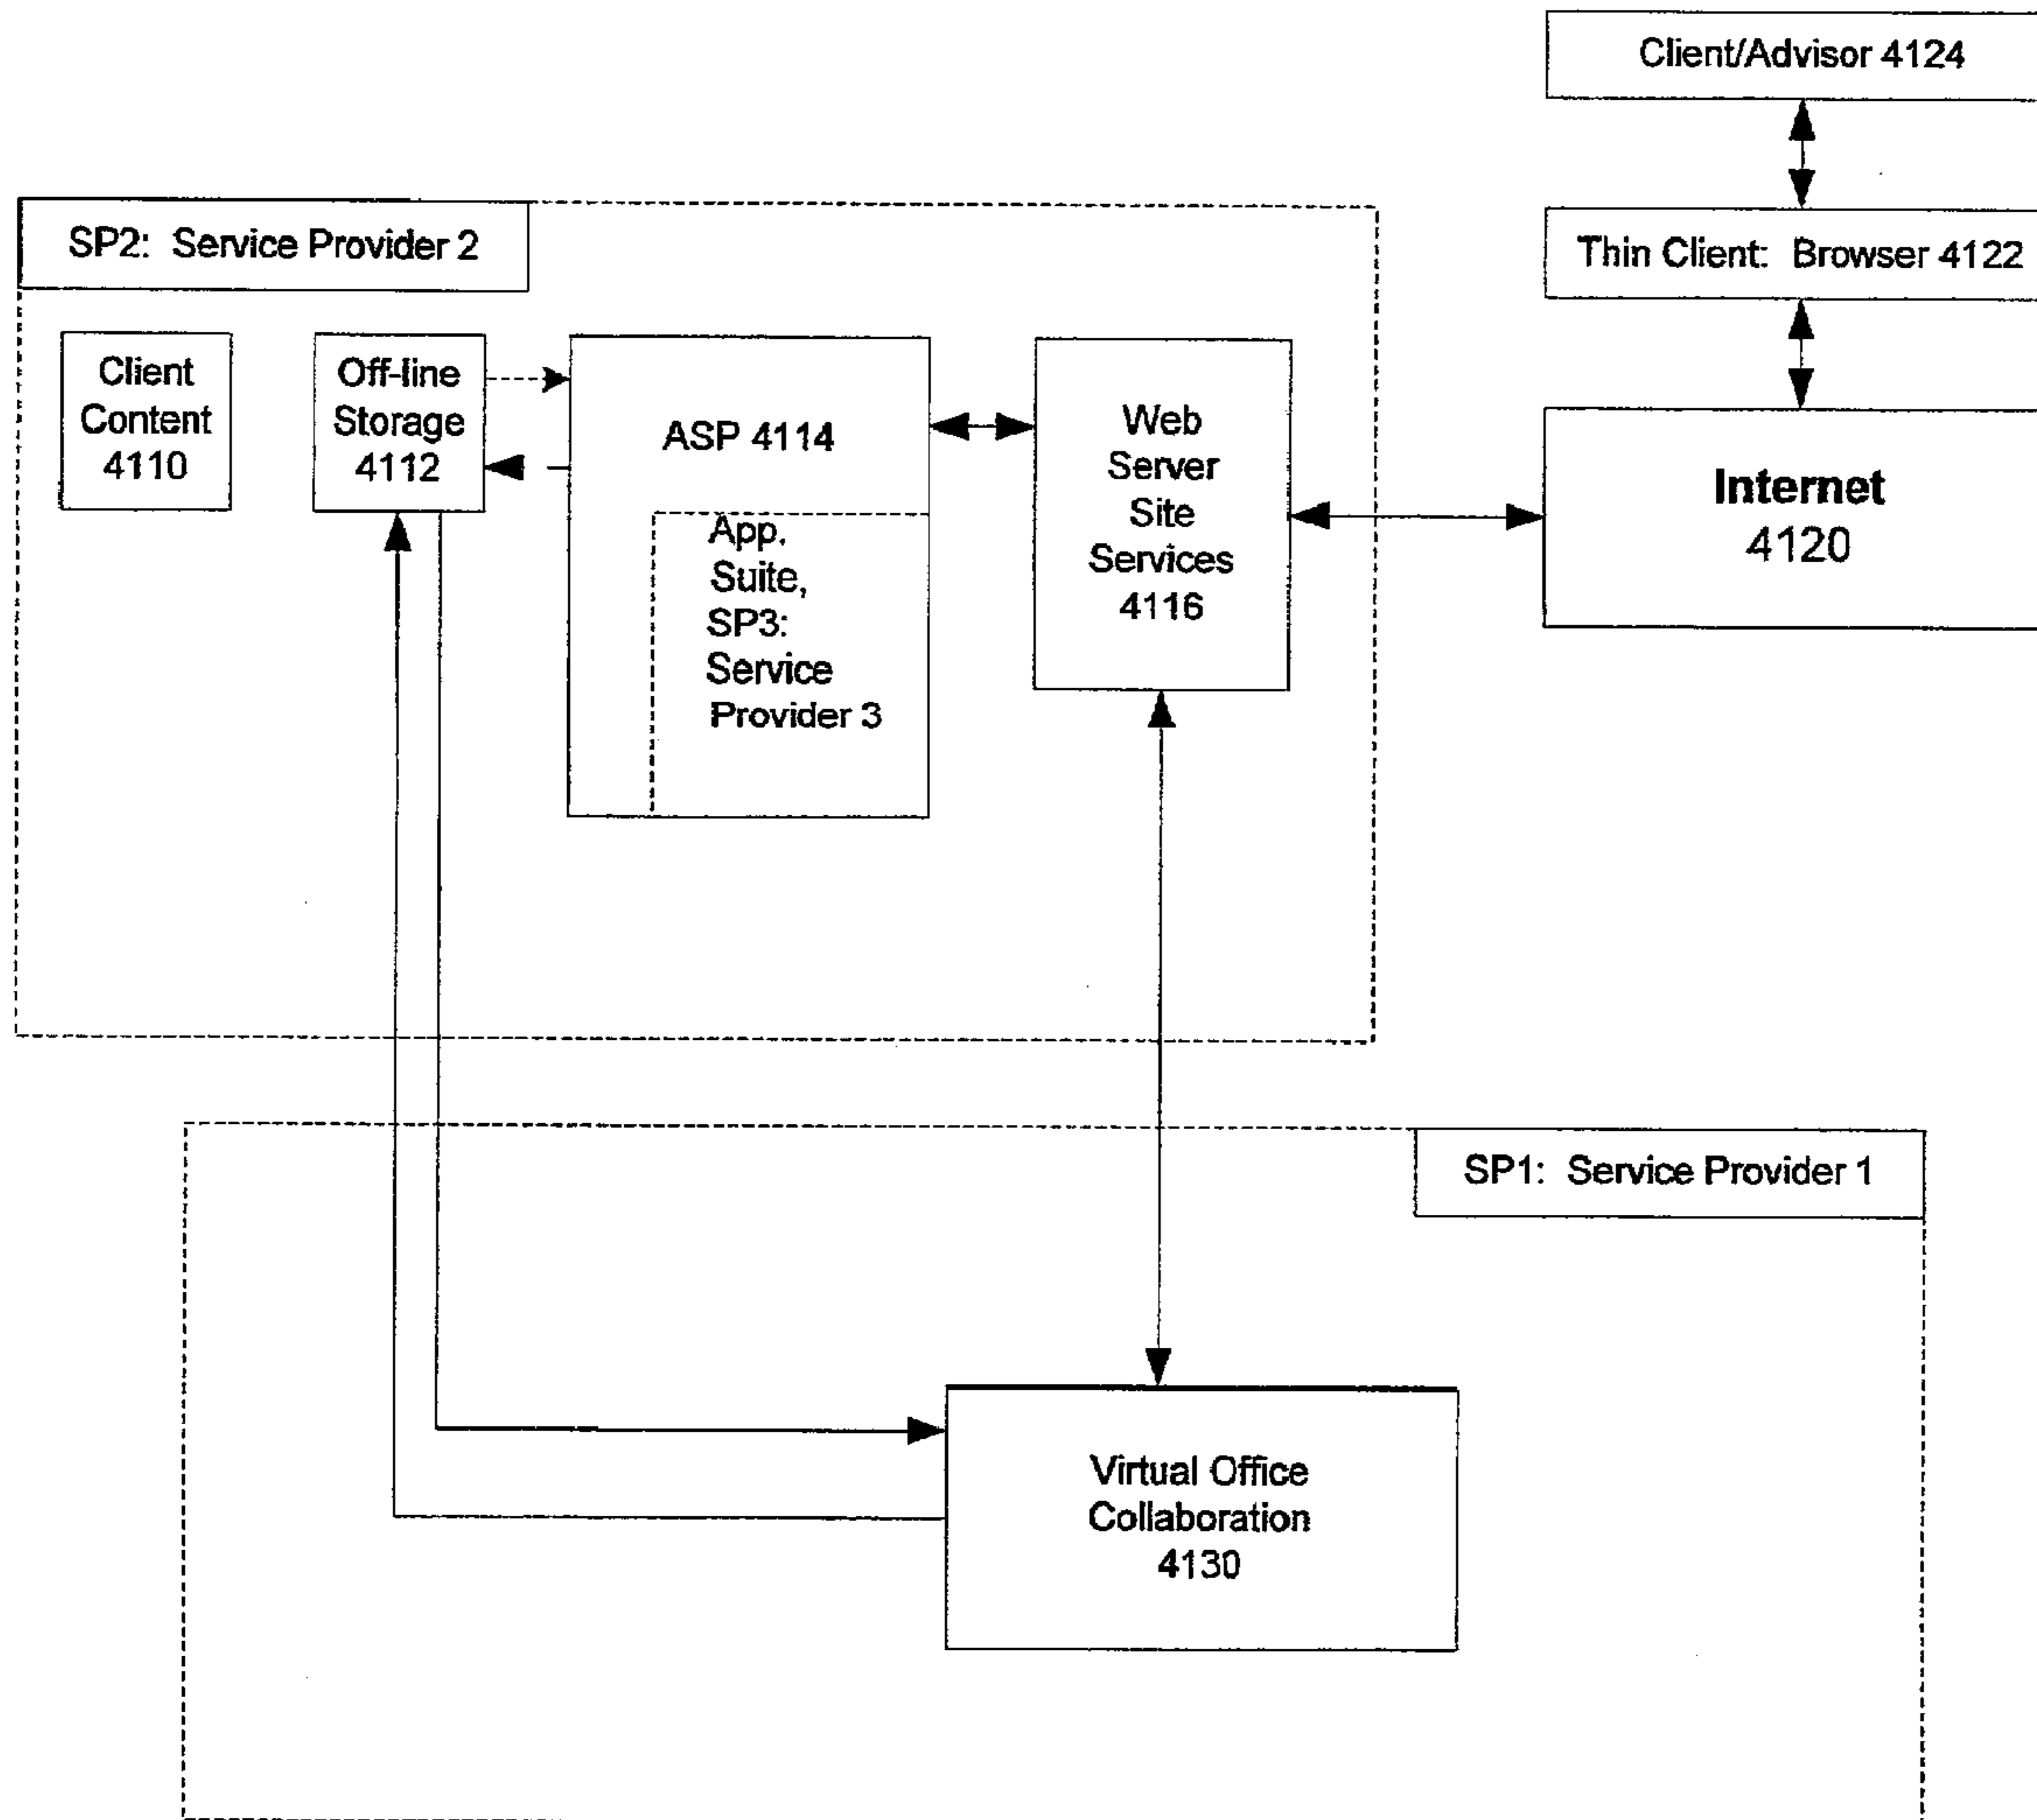 Client/Advisor 4124
SP2: Service Provider 2
Thin Client: Browser 4122
Client
Content
4110
Off-line
Storage
4112
ASP 4114
App.
Suite,
SP3:
Service
Provider 3
Web
Server
Site
Services
4116
Internet
4120
SP1: Service Provider 1
Virtual Office
Collaboration
4130